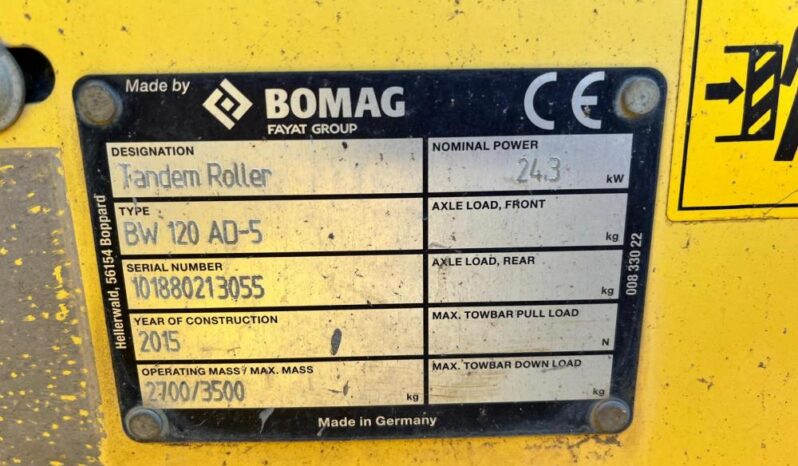 Made by
BOMAG
FAYAT GROUP
CE
DESIGNATION
Tandem Roller
NOMINAL POWER
24.3 kW
TYPE
BW 120 AD-5
AXLE LOAD, FRONT
kg
SERIAL NUMBER
101880213055
AXLE LOAD, REAR
kg
YEAR OF CONSTRUCTION
2015
MAX. TOWBAR PULL LOAD
N
OPERATING MASS / MAX. MASS
2700/3500 kg
MAX. TOWBAR DOWN LOAD
kg
Made in Germany
Hellerwald, 56154 Boppard
008 330 22